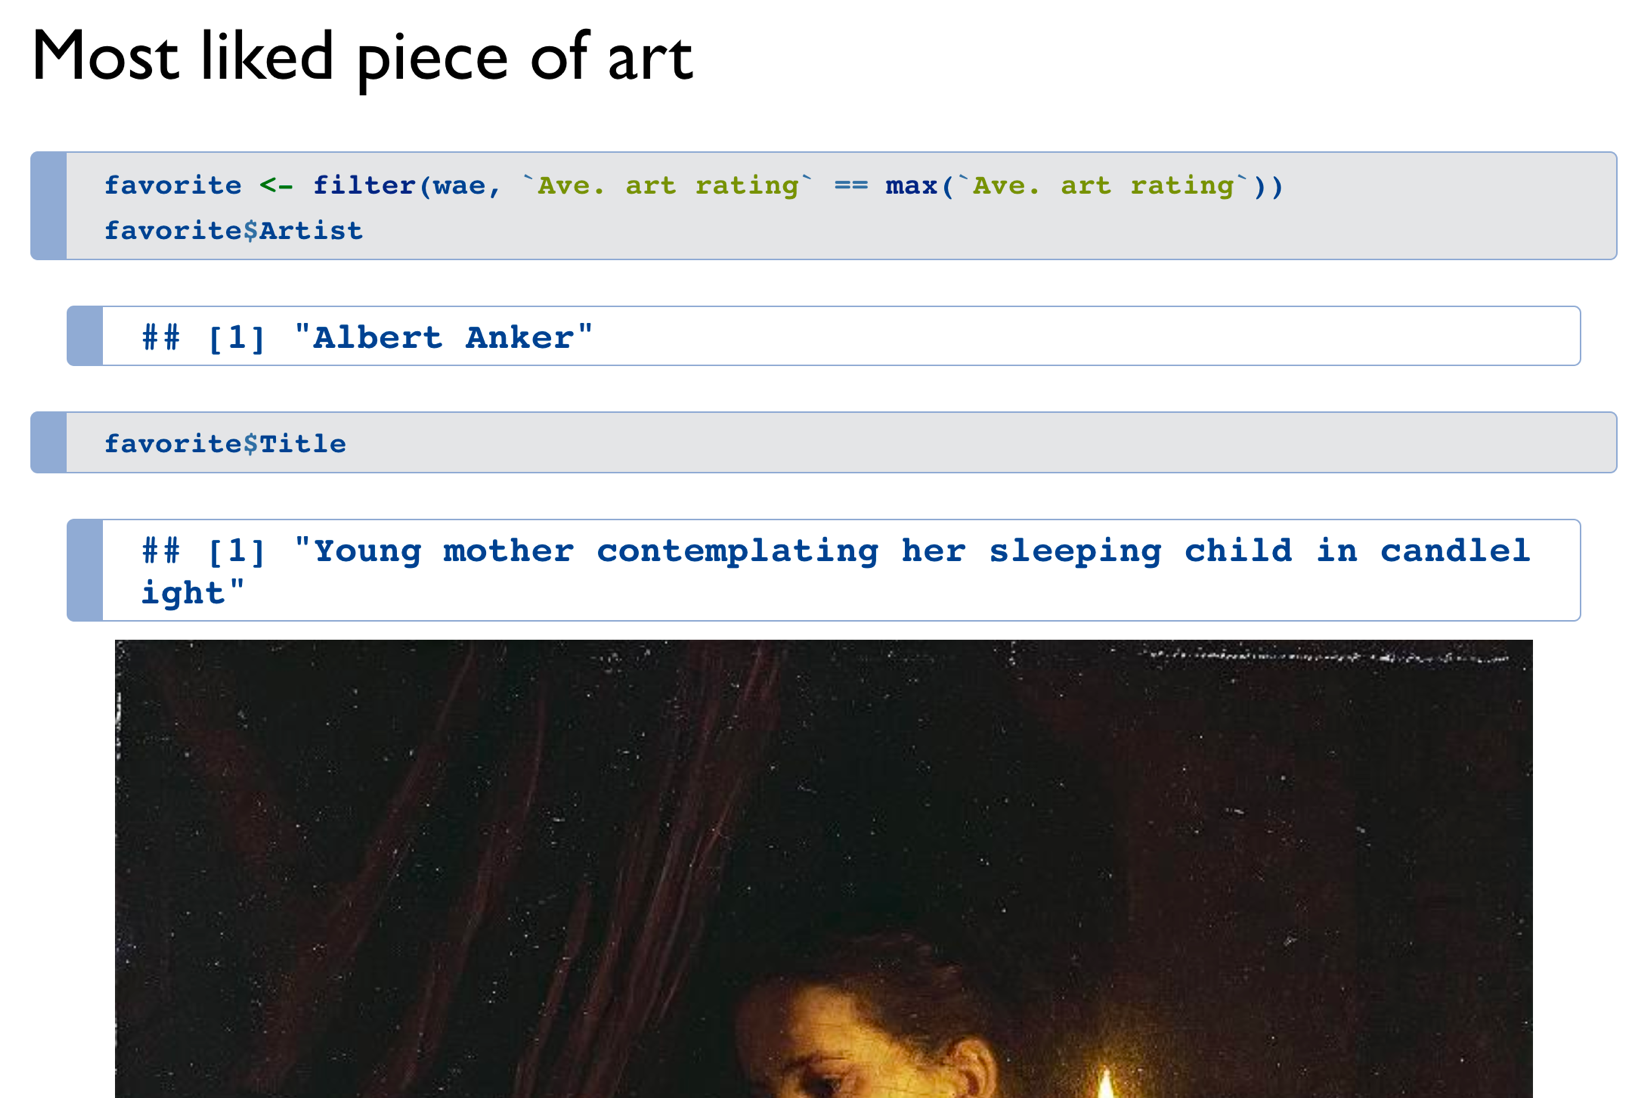 Most liked piece of art
favorite <- filter(wae, `Ave. art rating` == max(`Ave. art rating`))
favorite$Artist
## [1] "Albert Anker"
favorite$Title
## [1] "Young mother contemplating her sleeping child in candlel
ight"